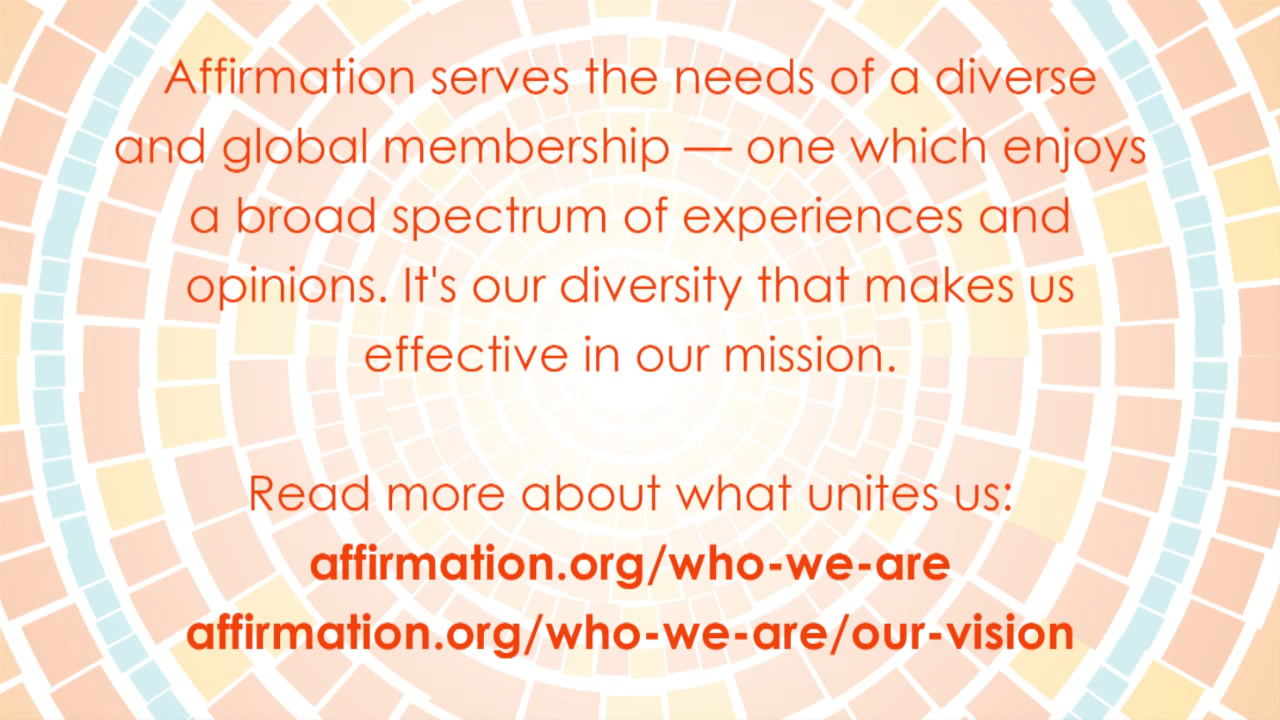 Affirmation serves the needs of a diverse
and global membership — one which enjoys
a broad spectrum of experiences and
opinions. It's our diversity that makes us
effective in our mission.
Read more about what unites us:
affirmation.org/who-we-are
affirmation.org/who-we-are/our-vision